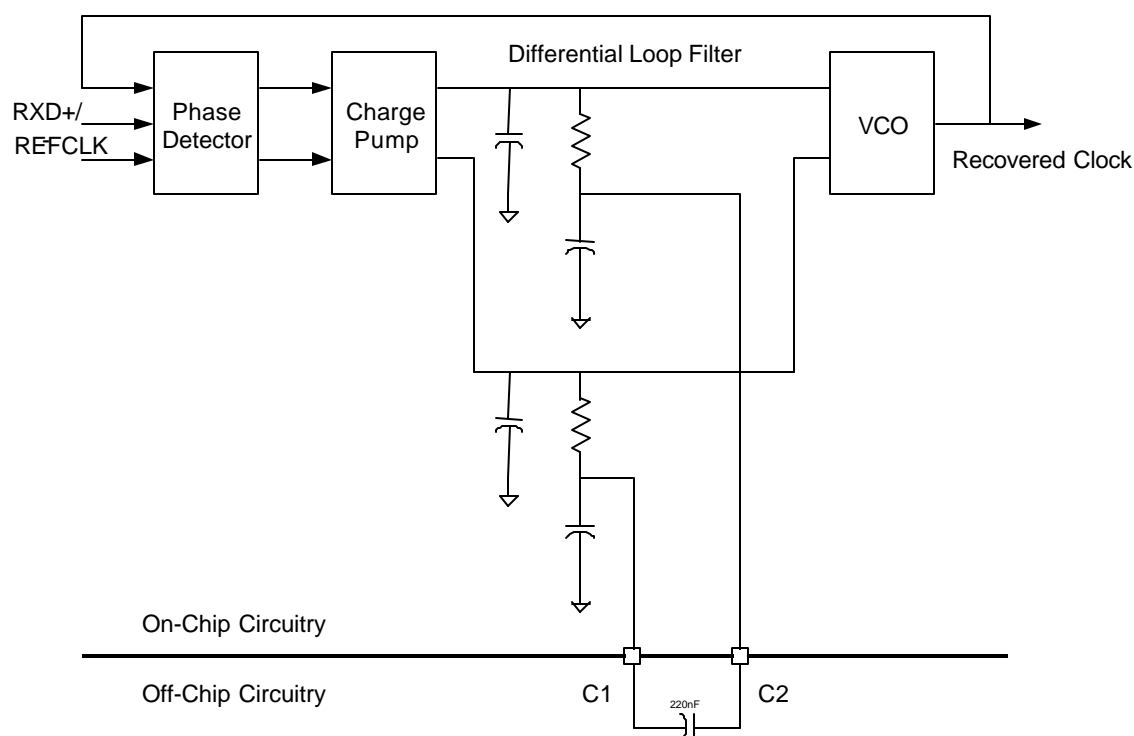 Differential Loop Filter
Phase
Detector
Charge
Pump
VCO
RXD+/-
REFCLK
Recovered Clock
On-Chip Circuitry
Off-Chip Circuitry
C1
C2
220nF